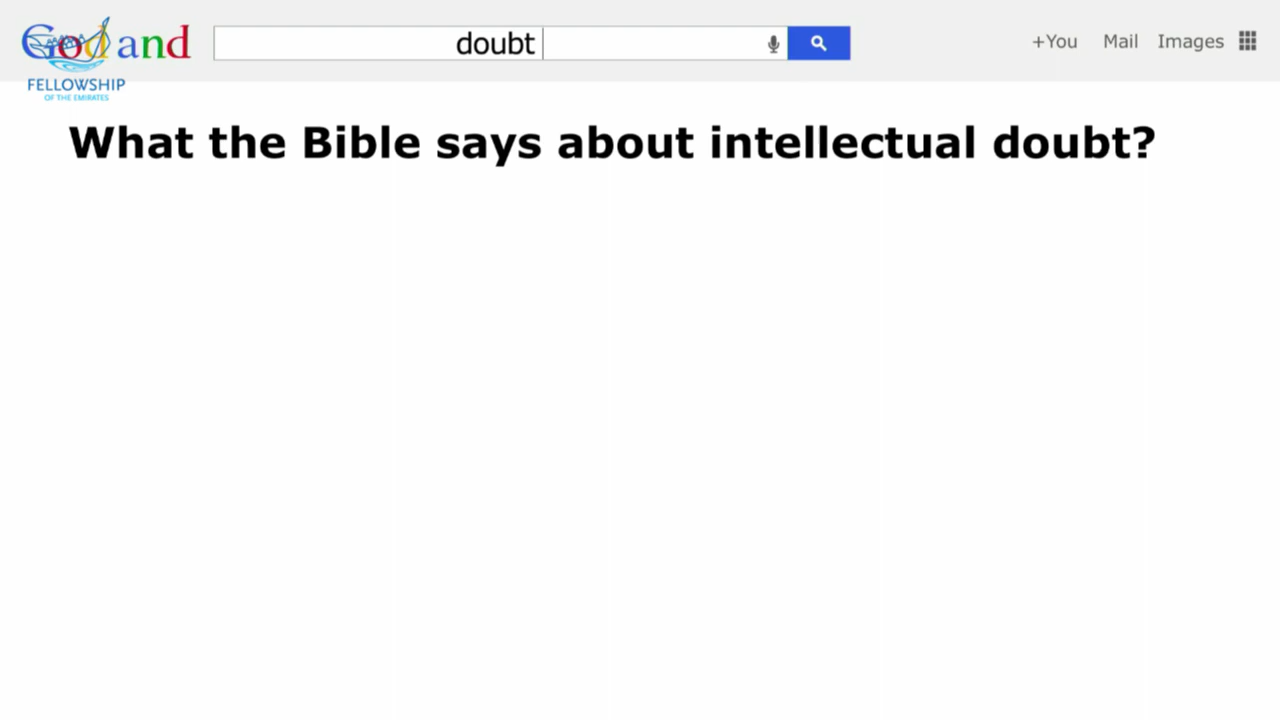 God and
doubt
+You Mail Images
FELLOWSHIP
OF THE EMIRATES
What the Bible says about intellectual doubt?